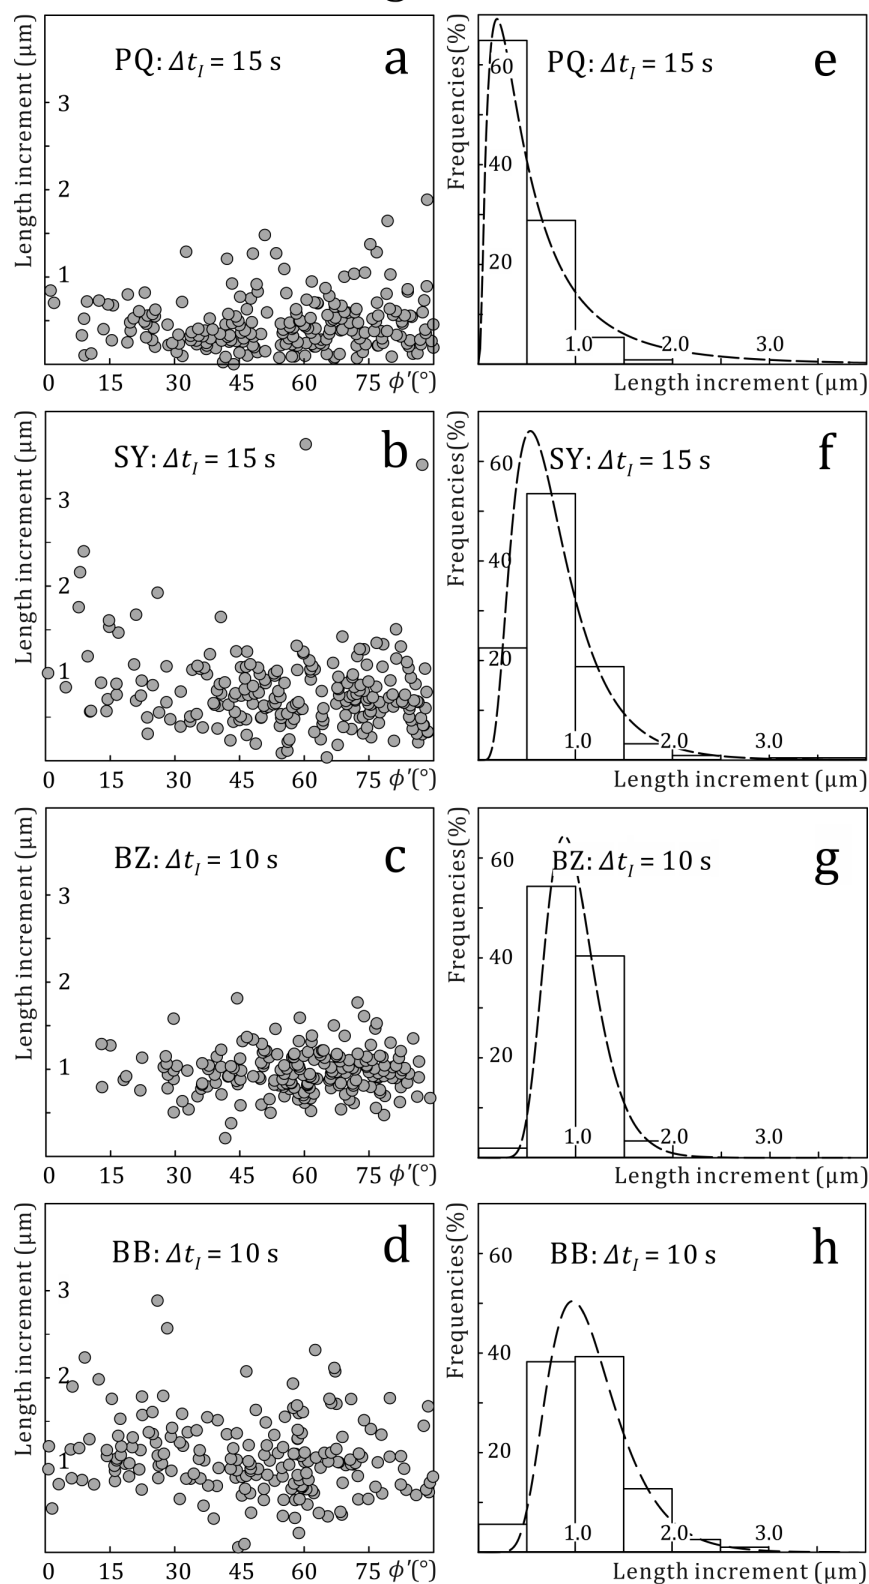 Length increment (μm)
PQ: Δt_I = 15 s
a
3
2
1
0 15 30 45 60 75 ϕ′(°)
Frequencies(%)
PQ: Δt_I = 15 s
e
60
40
20
1.0 2.0 3.0
Length increment (μm)
Length increment (μm)
SY: Δt_I = 15 s
b
3
2
1
0 15 30 45 60 75 ϕ′(°)
Frequencies(%)
SY: Δt_I = 15 s
f
60
40
20
1.0 2.0 3.0
Length increment (μm)
Length increment (μm)
BZ: Δt_I = 10 s
c
3
2
1
0 15 30 45 60 75 ϕ′(°)
Frequencies(%)
BZ: Δt_I = 10 s
g
60
40
20
1.0 2.0 3.0
Length increment (μm)
Length increment (μm)
BB: Δt_I = 10 s
d
3
2
1
0 15 30 45 60 75 ϕ′(°)
Frequencies(%)
BB: Δt_I = 10 s
h
60
40
20
1.0 2.0 3.0
Length increment (μm)